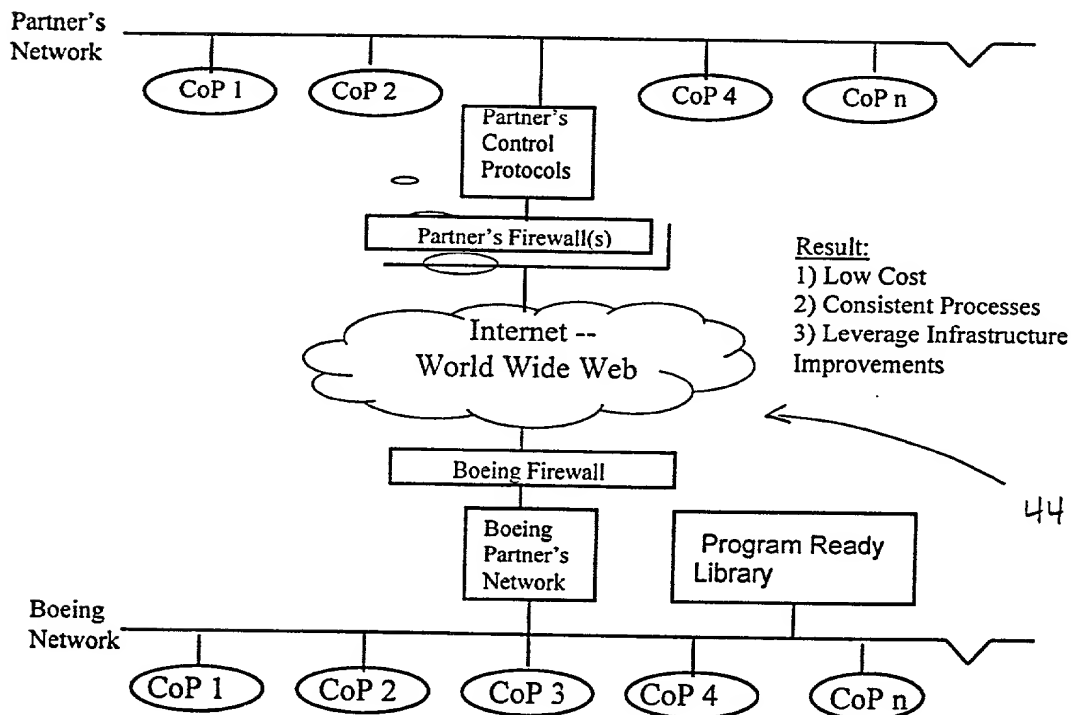 Partner's
Network
CoP 1
CoP 2
CoP 4
CoP n
Partner's
Control
Protocols
Partner's Firewall(s)
Result:
1) Low Cost
2) Consistent Processes
3) Leverage Infrastructure
Improvements
Internet --
World Wide Web
Boeing Firewall
44
Boeing
Partner's
Network
Program Ready
Library
Boeing
Network
CoP 1
CoP 2
CoP 3
CoP 4
CoP n